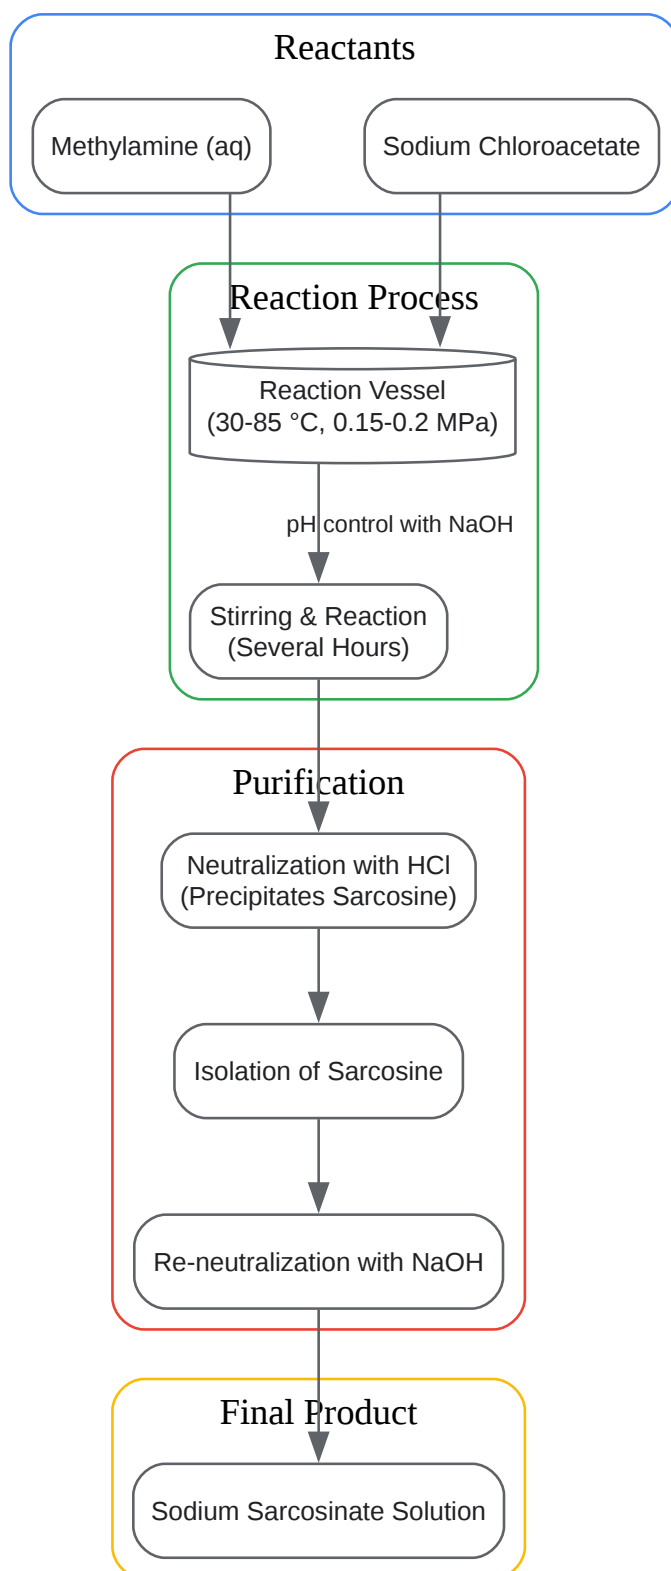 Reactants
Methylamine (aq)
Sodium Chloroacetate
Reaction Process
Reaction Vessel
(30-85 °C, 0.15-0.2 MPa)
pH control with NaOH
Stirring & Reaction
(Several Hours)
Purification
Neutralization with HCl
(Precipitates Sarcosine)
Isolation of Sarcosine
Re-neutralization with NaOH
Final Product
Sodium Sarcosinate Solution